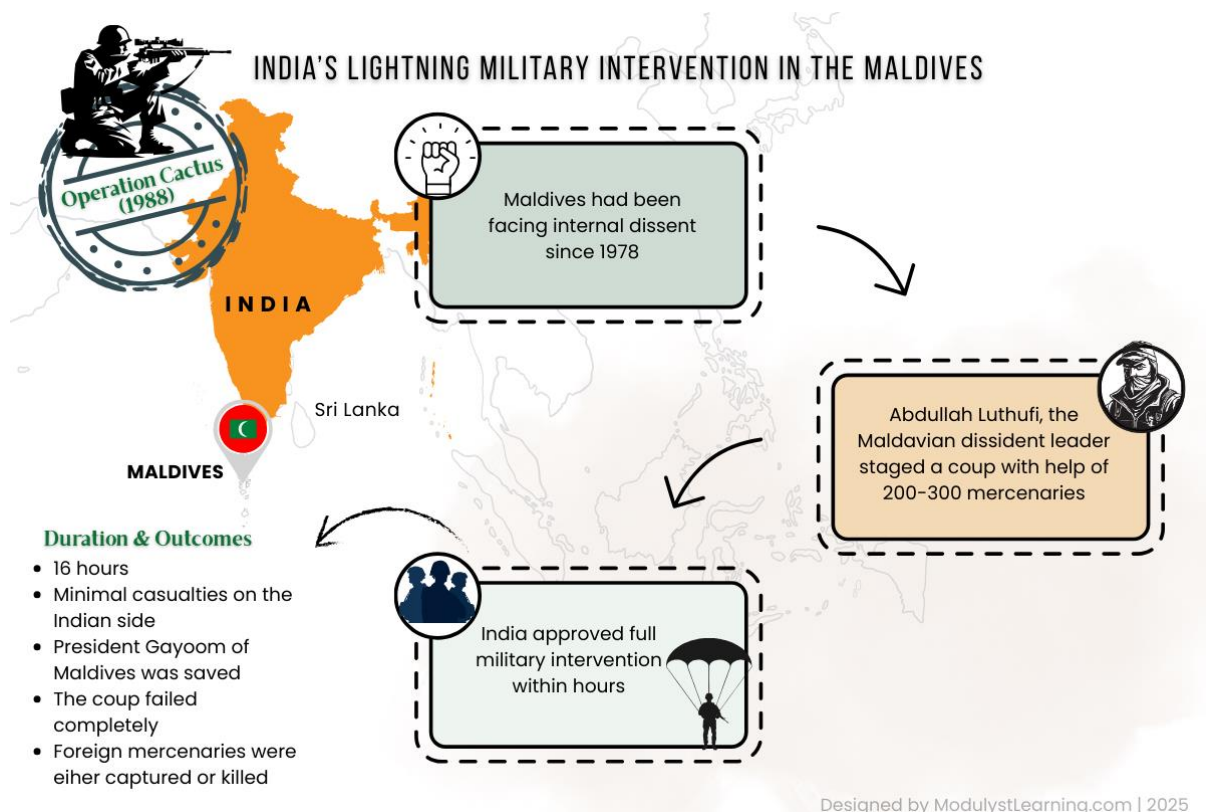 INDIA'S LIGHTNING MILITARY INTERVENTION IN THE MALDIVES
Operation Cactus
(1988)
INDIA
Sri Lanka
MALDIVES
Maldives had been
facing internal dissent
since 1978
Abdullah Luthufi, the
Maldavian dissident leader
staged a coup with help of
200-300 mercenaries
India approved full
military intervention
within hours
Duration & Outcomes
• 16 hours
• Minimal casualties on the
Indian side
• President Gayoom of
Maldives was saved
• The coup failed
completely
• Foreign mercenaries were
eiher captured or killed
Designed by ModulystLearning.com | 2025